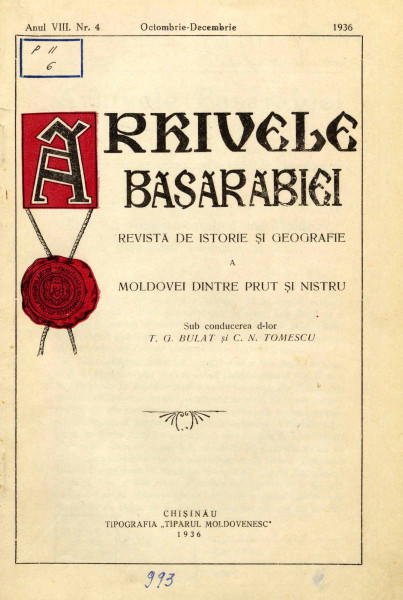 Anul VIII. Nr. 4 Octombrie-Decembrie 1936
P II
6
ARHIVELE
BASARABIEI
REVISTĂ DE ISTORIE ȘI GEOGRAFIE
A
MOLDOVEI DINTRE PRUT ȘI NISTRU
Sub conducerea d-lor
T. G. BULAT și C. N. TOMESCU
CHIȘINĂU
TIPOGRAFIA „TIPARUL MOLDOVENESC"
1936
993